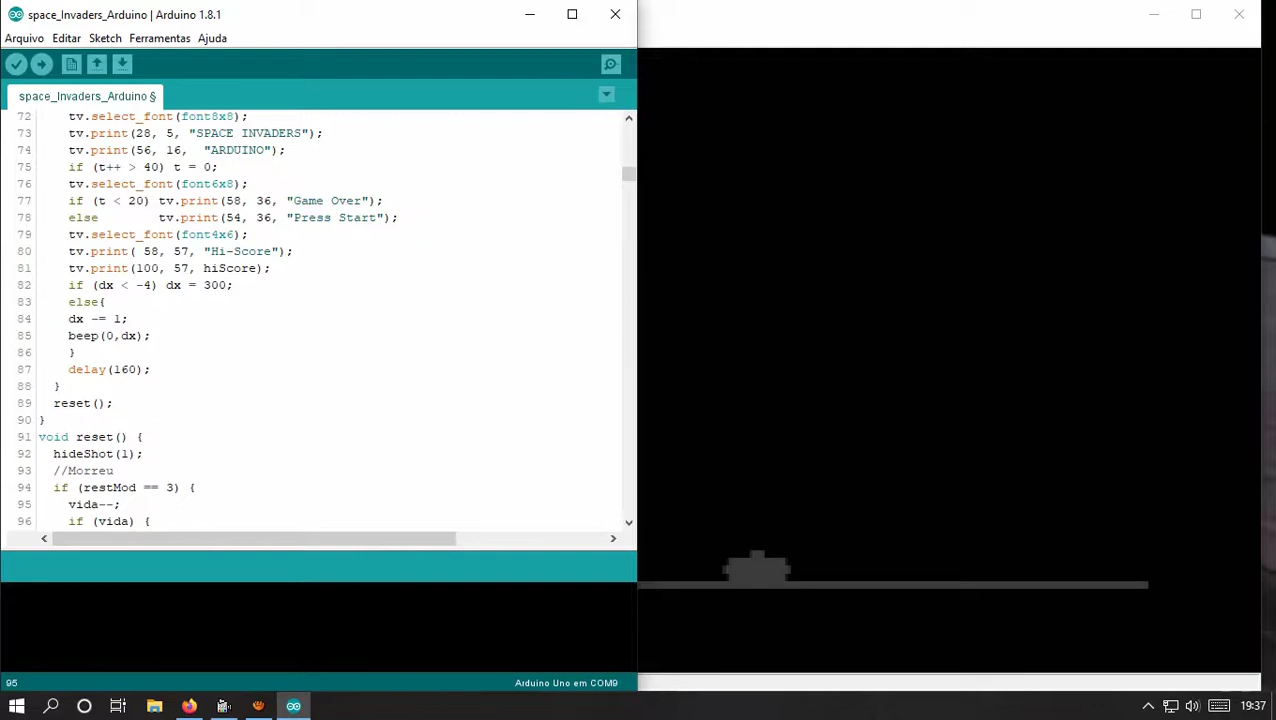 space_Invaders_Arduino | Arduino 1.8.1
Arquivo Editar Sketch Ferramentas Ajuda
space_Invaders_Arduino §
72 tv.select_font(font8x8);
73 tv.print(28, 5, "SPACE INVADERS");
74 tv.print(56, 16,  "ARDUINO");
75 if (t++ > 40) t = 0;
76 tv.select_font(font6x8);
77 if (t < 20) tv.print(58, 36, "Game Over");
78 else        tv.print(54, 36, "Press Start");
79 tv.select_font(font4x6);
80 tv.print( 58, 57, "Hi-Score");
81 tv.print(100, 57, hiScore);
82 if (dx < -4) dx = 300;
83 else{
84 dx -= 1;
85 beep(0,dx);
86 }
87 delay(160);
88 }
89 reset();
90 }
91 void reset() {
92 hideShot(1);
93 //Morreu
94 if (restMod == 3) {
95 vida--;
96 if (vida) {
95
Arduino Uno em COM9
19:37